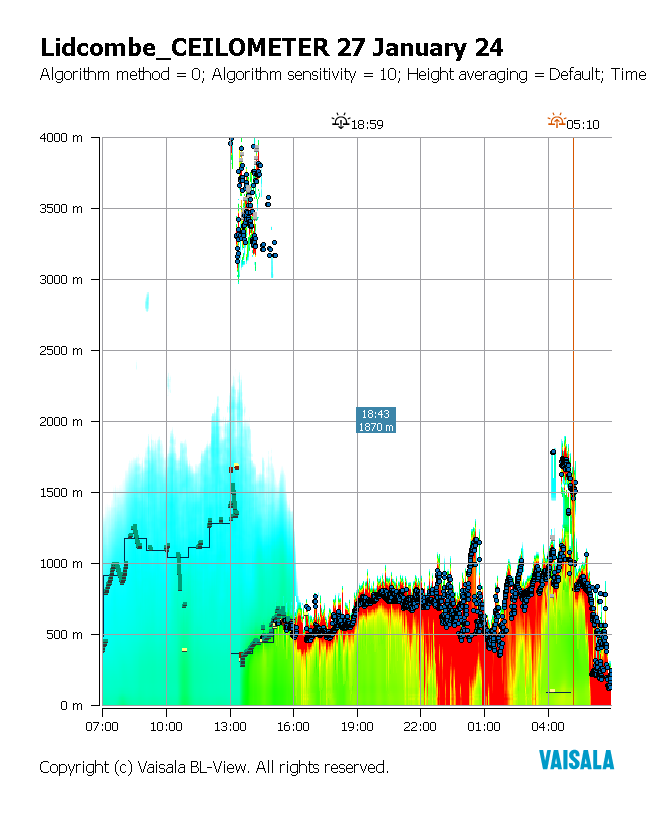 Lidcombe_CEILOMETER 27 January 24
Algorithm method = 0; Algorithm sensitivity = 10; Height averaging = Default; Time
18:59
05:10
4000 m
3500 m
3000 m
2500 m
2000 m
18:43
1870 m
1500 m
1000 m
500 m
0 m
07:00 10:00 13:00 16:00 19:00 22:00 01:00 04:00
Copyright (c) Vaisala BL-View. All rights reserved.
VAISALA